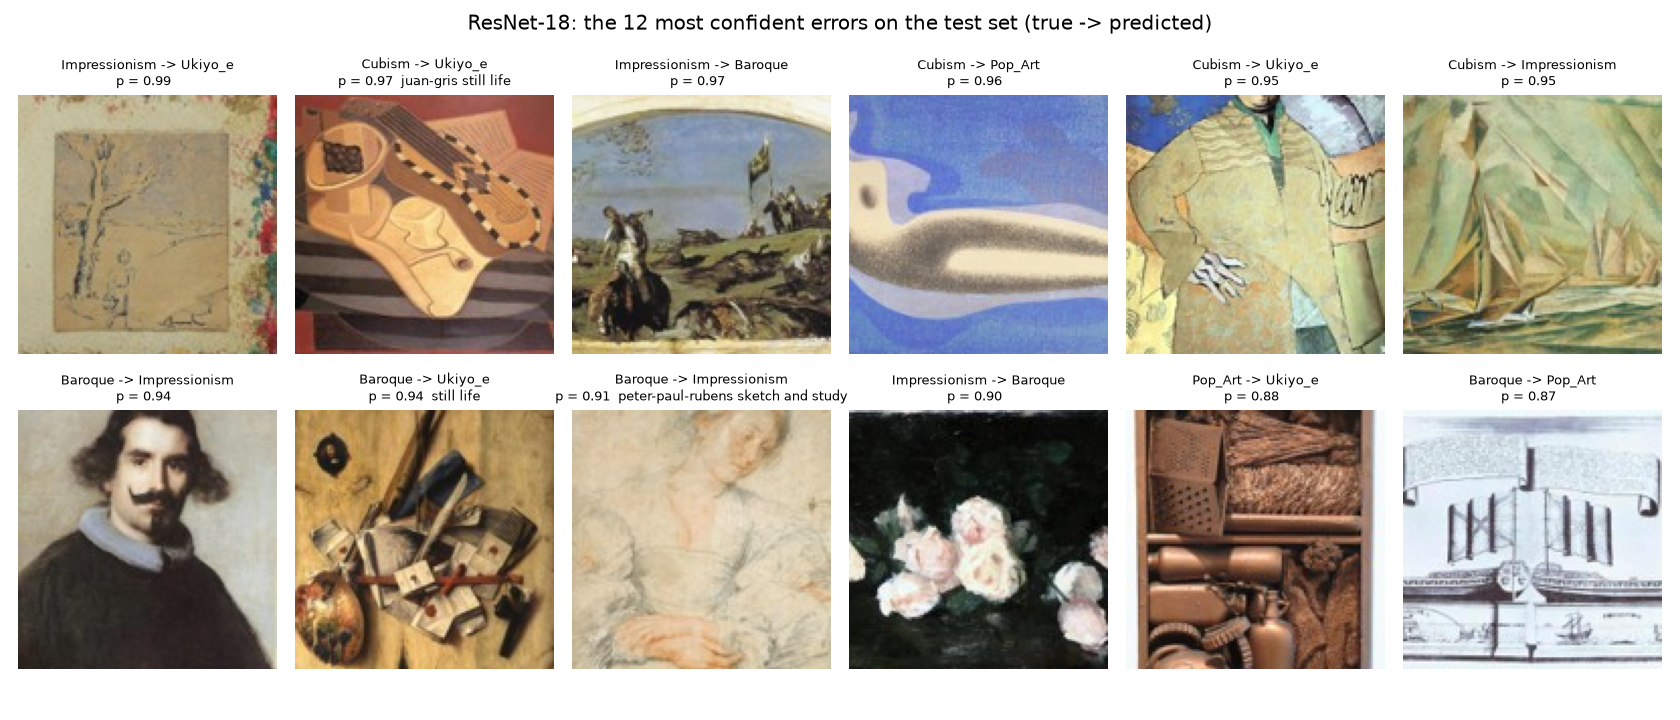 ResNet-18: the 12 most confident errors on the test set (true -> predicted)
Impressionism -> Ukiyo_e
p = 0.99
Cubism -> Ukiyo_e
p = 0.97  juan-gris still life
Impressionism -> Baroque
p = 0.97
Cubism -> Pop_Art
p = 0.96
Cubism -> Ukiyo_e
p = 0.95
Cubism -> Impressionism
p = 0.95
Baroque -> Impressionism
p = 0.94
Baroque -> Ukiyo_e
p = 0.94  still life
Baroque -> Impressionism
p = 0.91  peter-paul-rubens sketch and study
Impressionism -> Baroque
p = 0.90
Pop_Art -> Ukiyo_e
p = 0.88
Baroque -> Pop_Art
p = 0.87